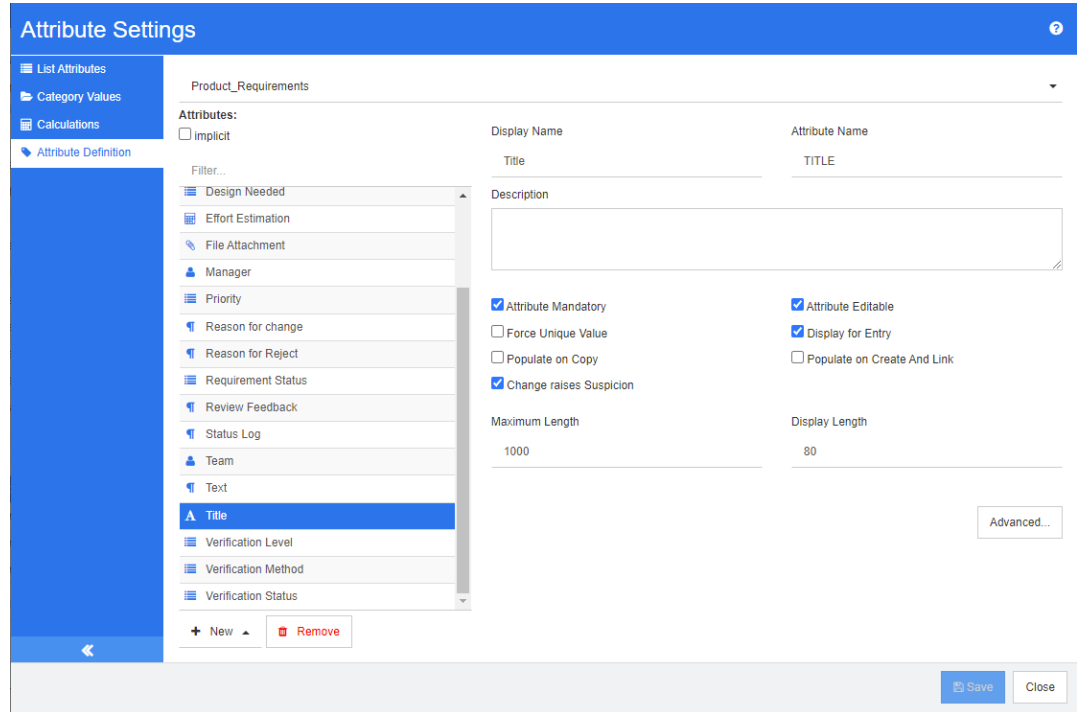 Attribute Settings
List Attributes
Category Values
Calculations
Attribute Definition
Product_Requirements
Attributes:
implicit
Filter...
Design Needed
Effort Estimation
File Attachment
Manager
Priority
Reason for change
Reason for Reject
Requirement Status
Review Feedback
Status Log
Team
Text
Title
Verification Level
Verification Method
Verification Status
New
Remove
Display Name
Attribute Name
Title
TITLE
Description
Attribute Mandatory
Attribute Editable
Force Unique Value
Display for Entry
Populate on Copy
Populate on Create And Link
Change raises Suspicion
Maximum Length
Display Length
1000
80
Advanced...
Save
Close